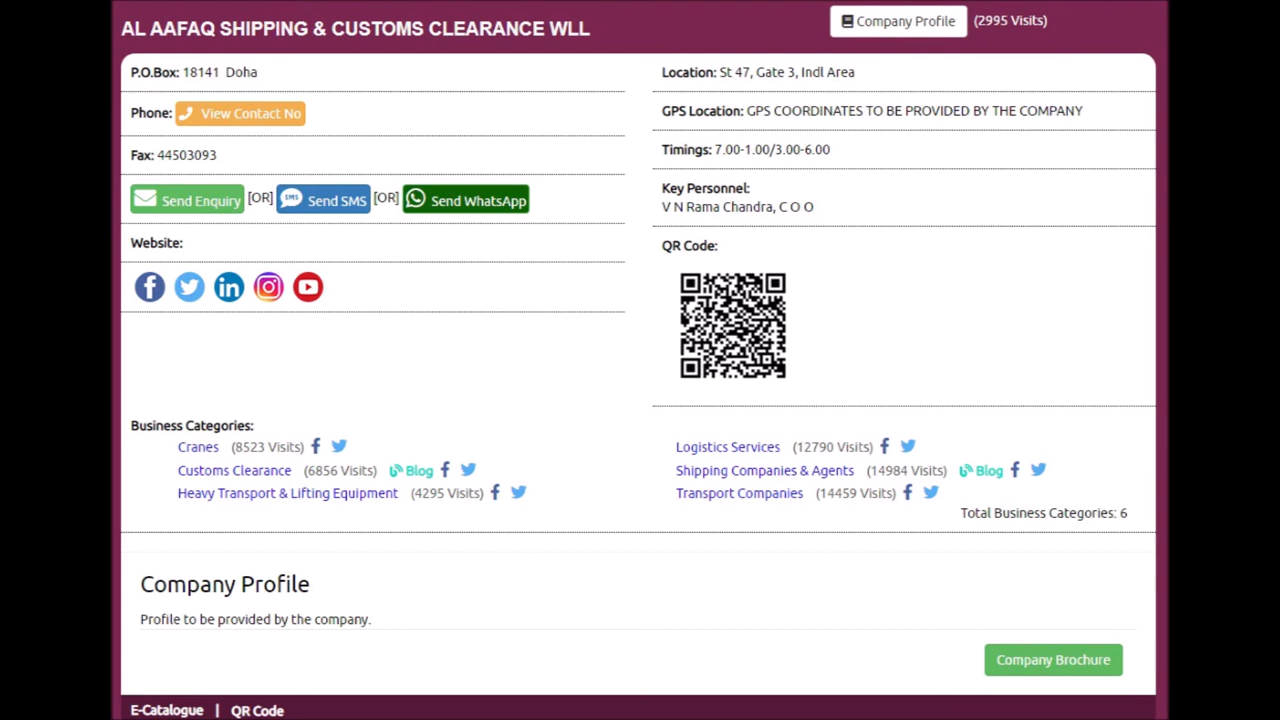 AL AAFAQ SHIPPING & CUSTOMS CLEARANCE WLL
Company Profile (2995 Visits)
P.O.Box: 18141 Doha
Phone: View Contact No
Fax: 44503093
Send Enquiry [OR] SMS Send SMS [OR] Send WhatsApp
Website:
Location: St 47, Gate 3, Indl Area
GPS Location: GPS COORDINATES TO BE PROVIDED BY THE COMPANY
Timings: 7.00-1.00/3.00-6.00
Key Personnel:
V N Rama Chandra, C O O
QR Code:
Business Categories:
Cranes (8523 Visits)
Customs Clearance (6856 Visits) Blog
Heavy Transport & Lifting Equipment (4295 Visits)
Logistics Services (12790 Visits)
Shipping Companies & Agents (14984 Visits) Blog
Transport Companies (14459 Visits)
Total Business Categories: 6
Company Profile
Profile to be provided by the company.
Company Brochure
E-Catalogue | QR Code